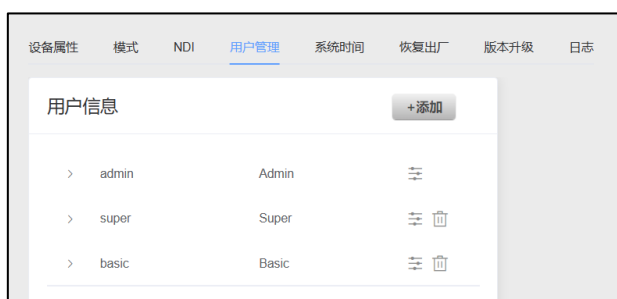 设备属性 模式 NDI 用户管理 系统时间 恢复出厂 版本升级 日志
用户信息 +添加
admin Admin
super Super
basic Basic